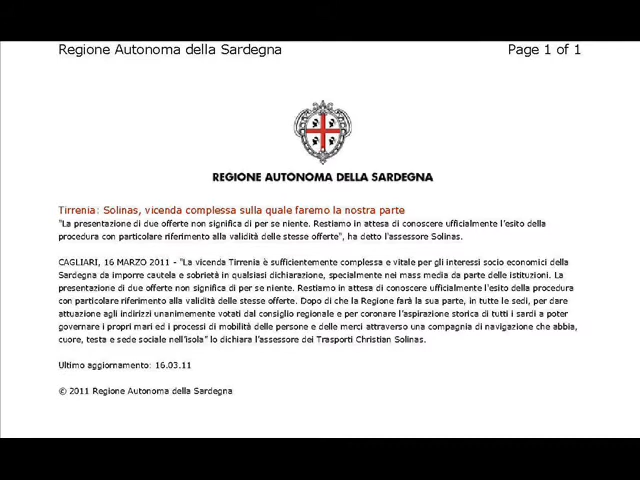 Regione Autonoma della Sardegna
Page 1 of 1
REGIONE AUTONOMA DELLA SARDEGNA
Tirrenia: Solinas, vicenda complessa sulla quale faremo la nostra parte
"La presentazione di due offerte non significa di per se niente. Restiamo in attesa di conoscere ufficialmente l'esito della
procedura con particolare riferimento alla validità delle stesse offerte", ha detto l'assessore Solinas.
CAGLIARI, 16 MARZO 2011 - "La vicenda Tirrenia è sufficientemente complessa e vitale per gli interessi socio economici della
Sardegna da imporre cautela e sobrietà in qualsiasi dichiarazione, specialmente nei mass media da parte delle istituzioni. La
presentazione di due offerte non significa di per se niente. Restiamo in attesa di conoscere ufficialmente l'esito della procedura
con particolare riferimento alla validità delle stesse offerte. Dopo di che la Regione farà la sua parte, in tutte le sedi, per dare
attuazione agli indirizzi unanimemente votati dal consiglio regionale e per coronare l'aspirazione storica di tutti i sardi a poter
governare i propri mari ed i processi di mobilità delle persone e delle merci attraverso una compagnia di navigazione che abbia,
cuore, testa e sede sociale nell'isola" lo dichiara l'assessore dei Trasporti Christian Solinas.
Ultimo aggiornamento: 16.03.11
© 2011 Regione Autonoma della Sardegna